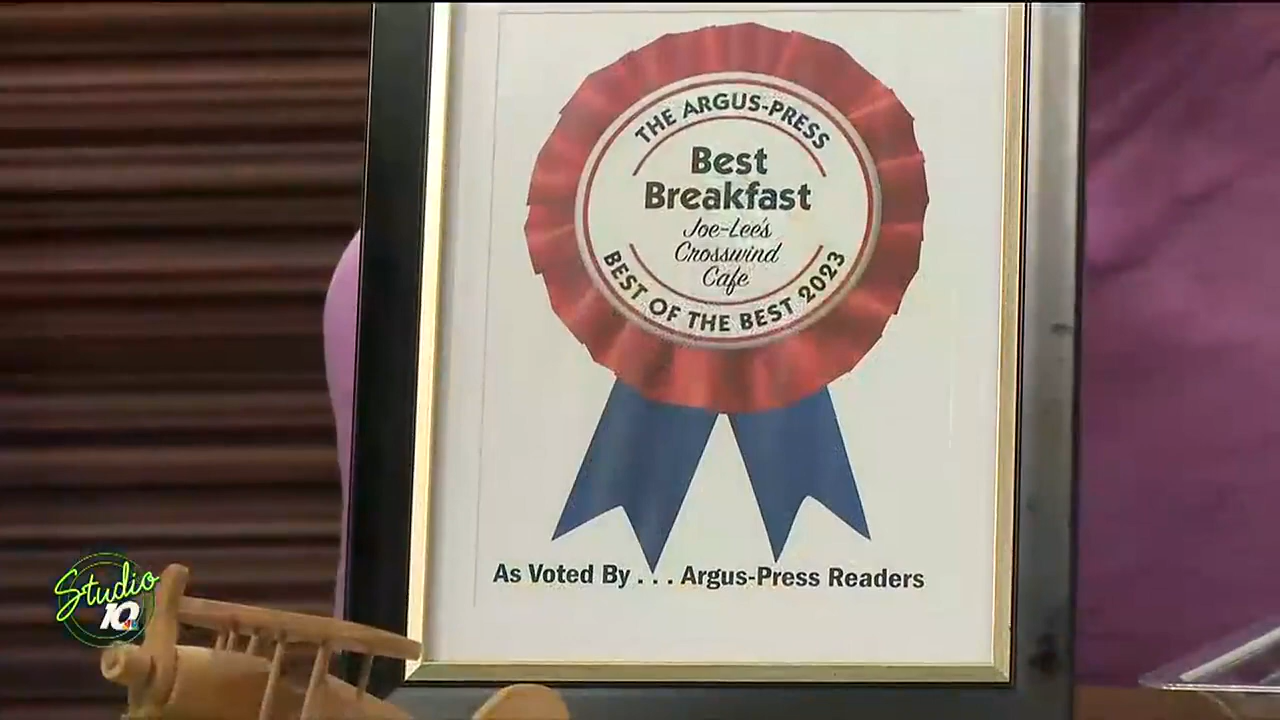 THE ARGUS-PRESS
Best
Breakfast
Joe-Lee's
Crosswind
Cafe
BEST OF THE BEST 2023
As Voted By . . . Argus-Press Readers
Studio
10